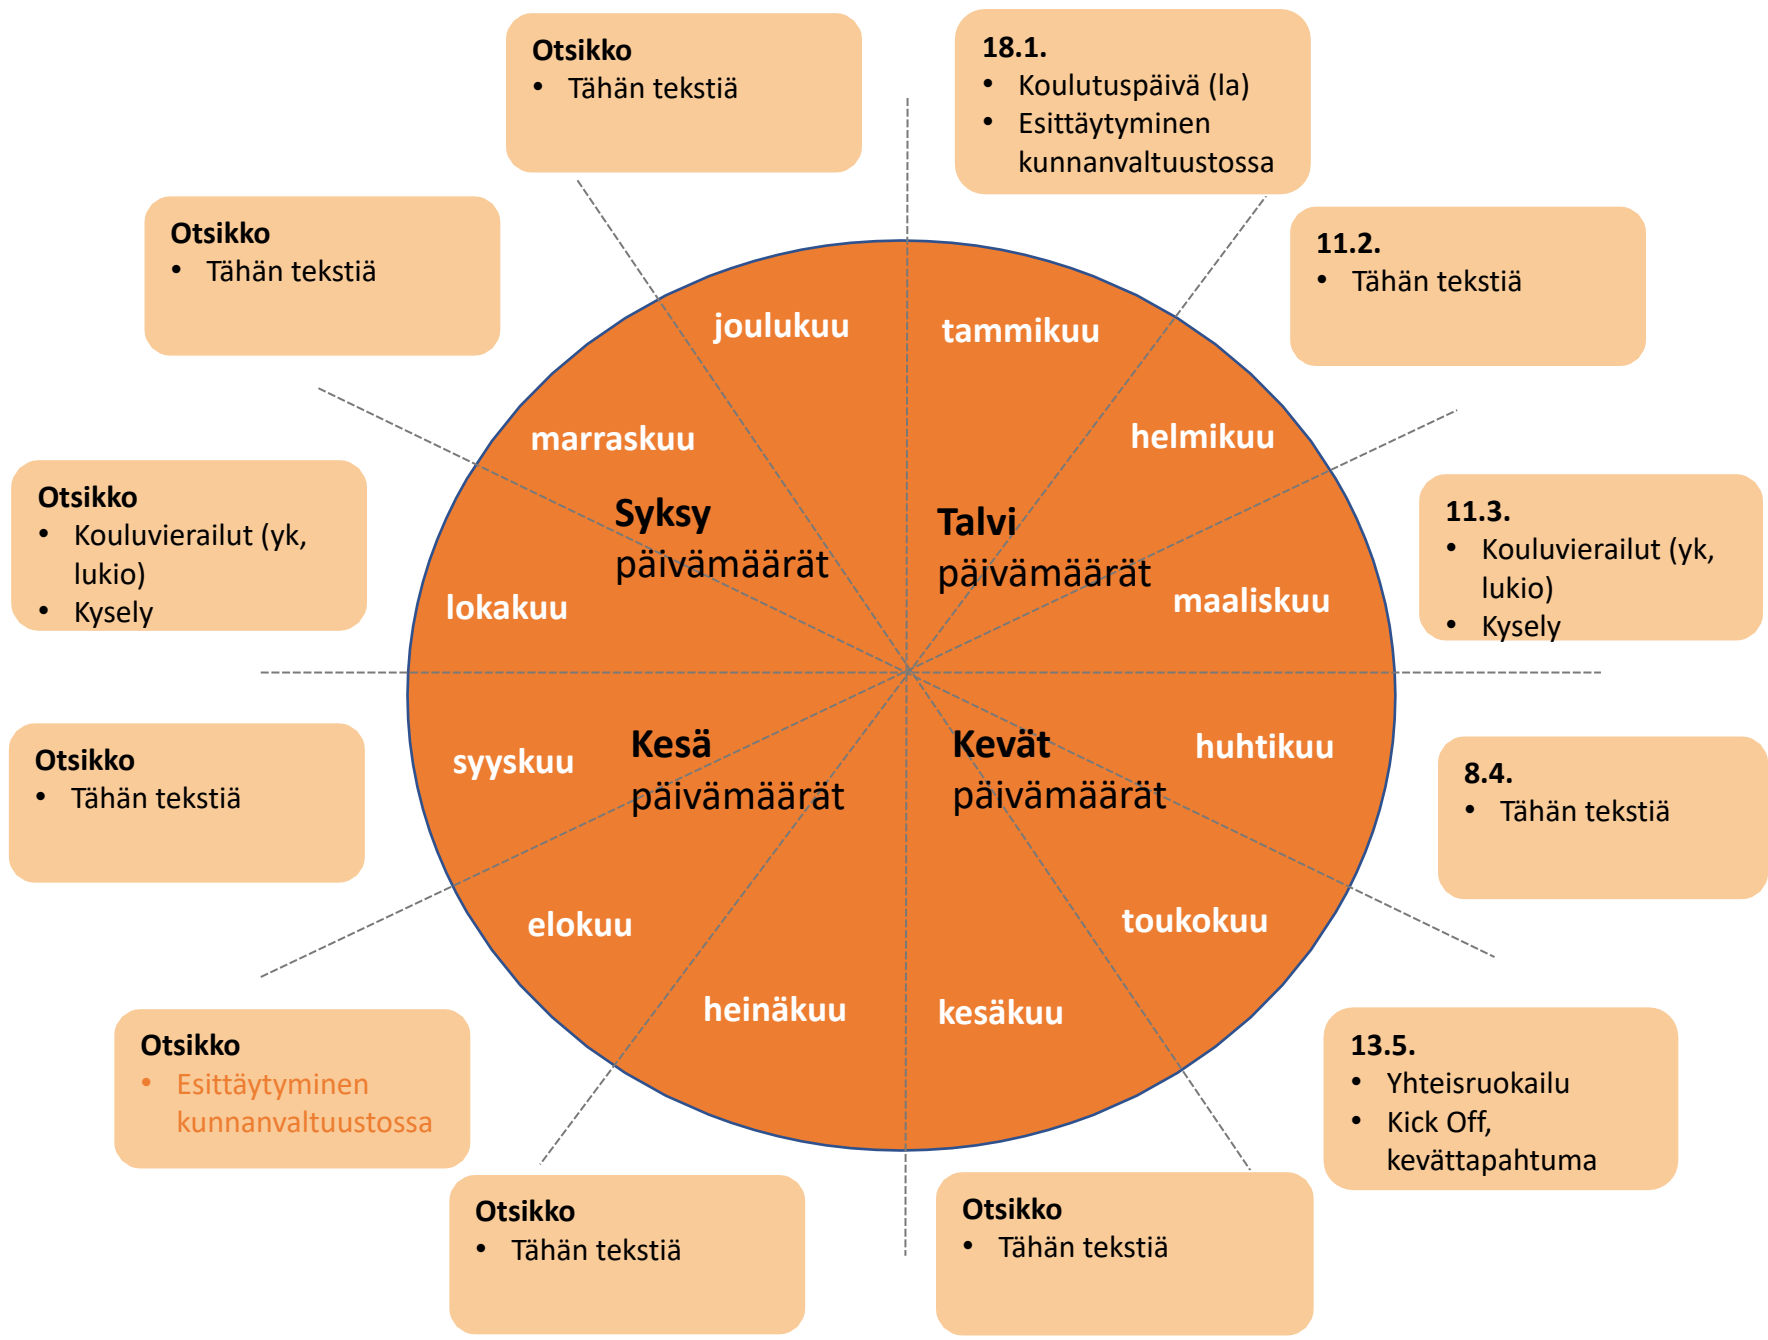 Otsikko
• Tähän tekstiä
18.1.
• Koulutuspäivä (la)
• Esittäytyminen
kunnanvaltuustossa
Otsikko
• Tähän tekstiä
11.2.
• Tähän tekstiä
joulukuu
tammikuu
marraskuu
helmikuu
Otsikko
• Kouluvierailut (yk,
lukio)
• Kysely
Syksy
päivämäärät
Talvi
päivämäärät
11.3.
• Kouluvierailut (yk,
lukio)
• Kysely
lokakuu
maaliskuu
Otsikko
• Tähän tekstiä
syyskuu
Kesä
päivämäärät
Kevät
päivämäärät
huhtikuu
8.4.
• Tähän tekstiä
elokuu
toukokuu
heinäkuu
kesäkuu
Otsikko
• Esittäytyminen
kunnanvaltuustossa
13.5.
• Yhteisruokailu
• Kick Off,
kevättapahtuma
Otsikko
• Tähän tekstiä
Otsikko
• Tähän tekstiä